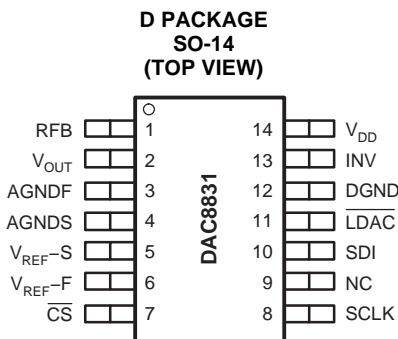 D PACKAGE
SO-14
(TOP VIEW)
RFB 1 14 VDD
VOUT 2 13 INV
AGNDF 3 12 DGND
AGNDS 4 11 LDAC
VREF–S 5 10 SDI
VREF–F 6 9 NC
CS 7 8 SCLK
DAC8831